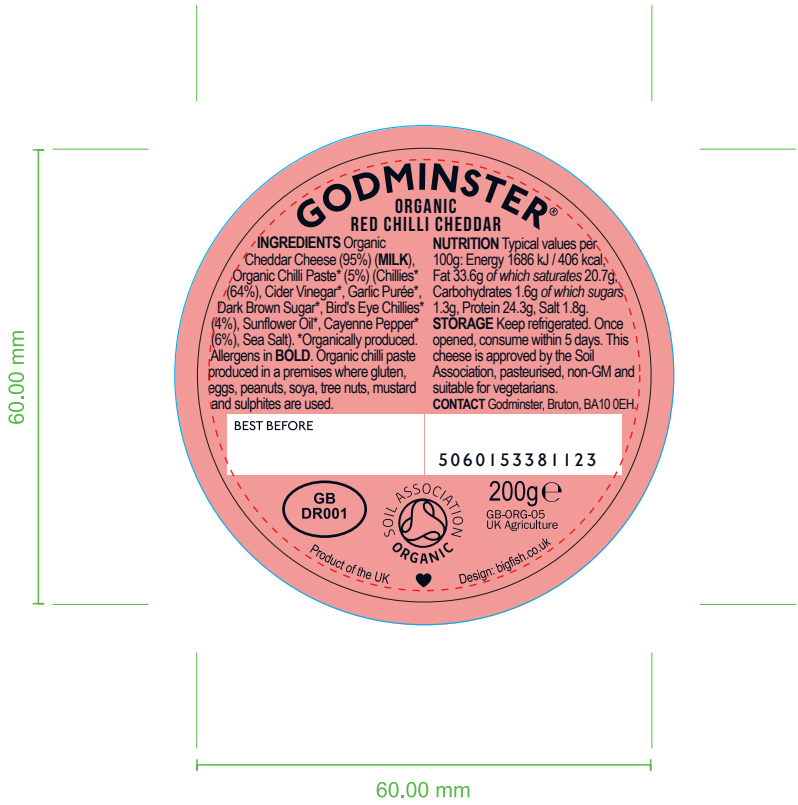 GODMINSTER®
ORGANIC
RED CHILLI CHEDDAR
INGREDIENTS Organic
Cheddar Cheese (95%) (MILK),
Organic Chilli Paste* (5%) (Chillies*
(64%), Cider Vinegar*, Garlic Purée*,
Dark Brown Sugar*, Bird's Eye Chillies*
(4%), Sunflower Oil*, Cayenne Pepper*
(6%), Sea Salt). *Organically produced.
Allergens in BOLD. Organic chilli paste
produced in a premises where gluten,
eggs, peanuts, soya, tree nuts, mustard
and sulphites are used.
NUTRITION Typical values per
100g: Energy 1686 kJ / 406 kcal,
Fat 33.6g of which saturates 20.7g,
Carbohydrates 1.6g of which sugars
1.3g, Protein 24.3g, Salt 1.8g.
STORAGE Keep refrigerated. Once
opened, consume within 5 days. This
cheese is approved by the Soil
Association, pasteurised, non-GM and
suitable for vegetarians.
CONTACT Godminster, Bruton, BA10 0EH.
BEST BEFORE
5060153381123
GB
DR001
SOIL ASSOCIATION
ORGANIC
200g℮
GB-ORG-05
UK Agriculture
Product of the UK
Design: bigfish.co.uk
60.00 mm
60.00 mm